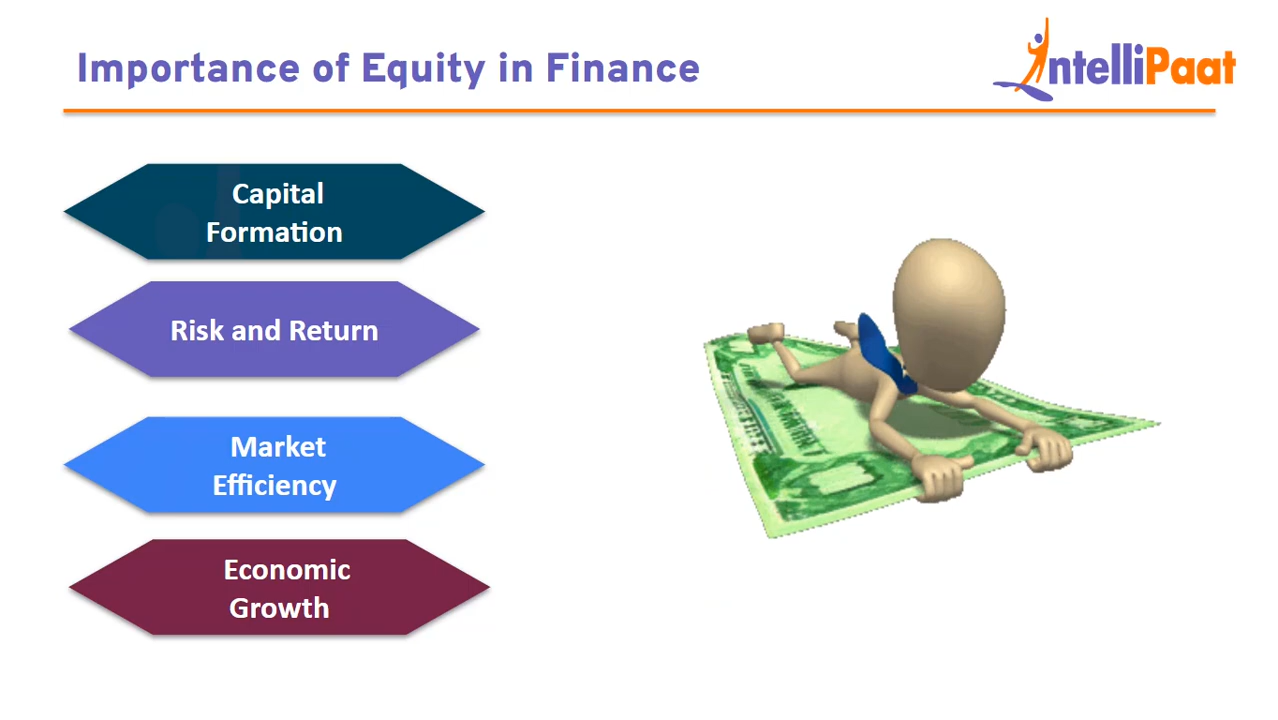 Importance of Equity in Finance
IntelliPaat
Capital
Formation
Risk and Return
Market
Efficiency
Economic
Growth